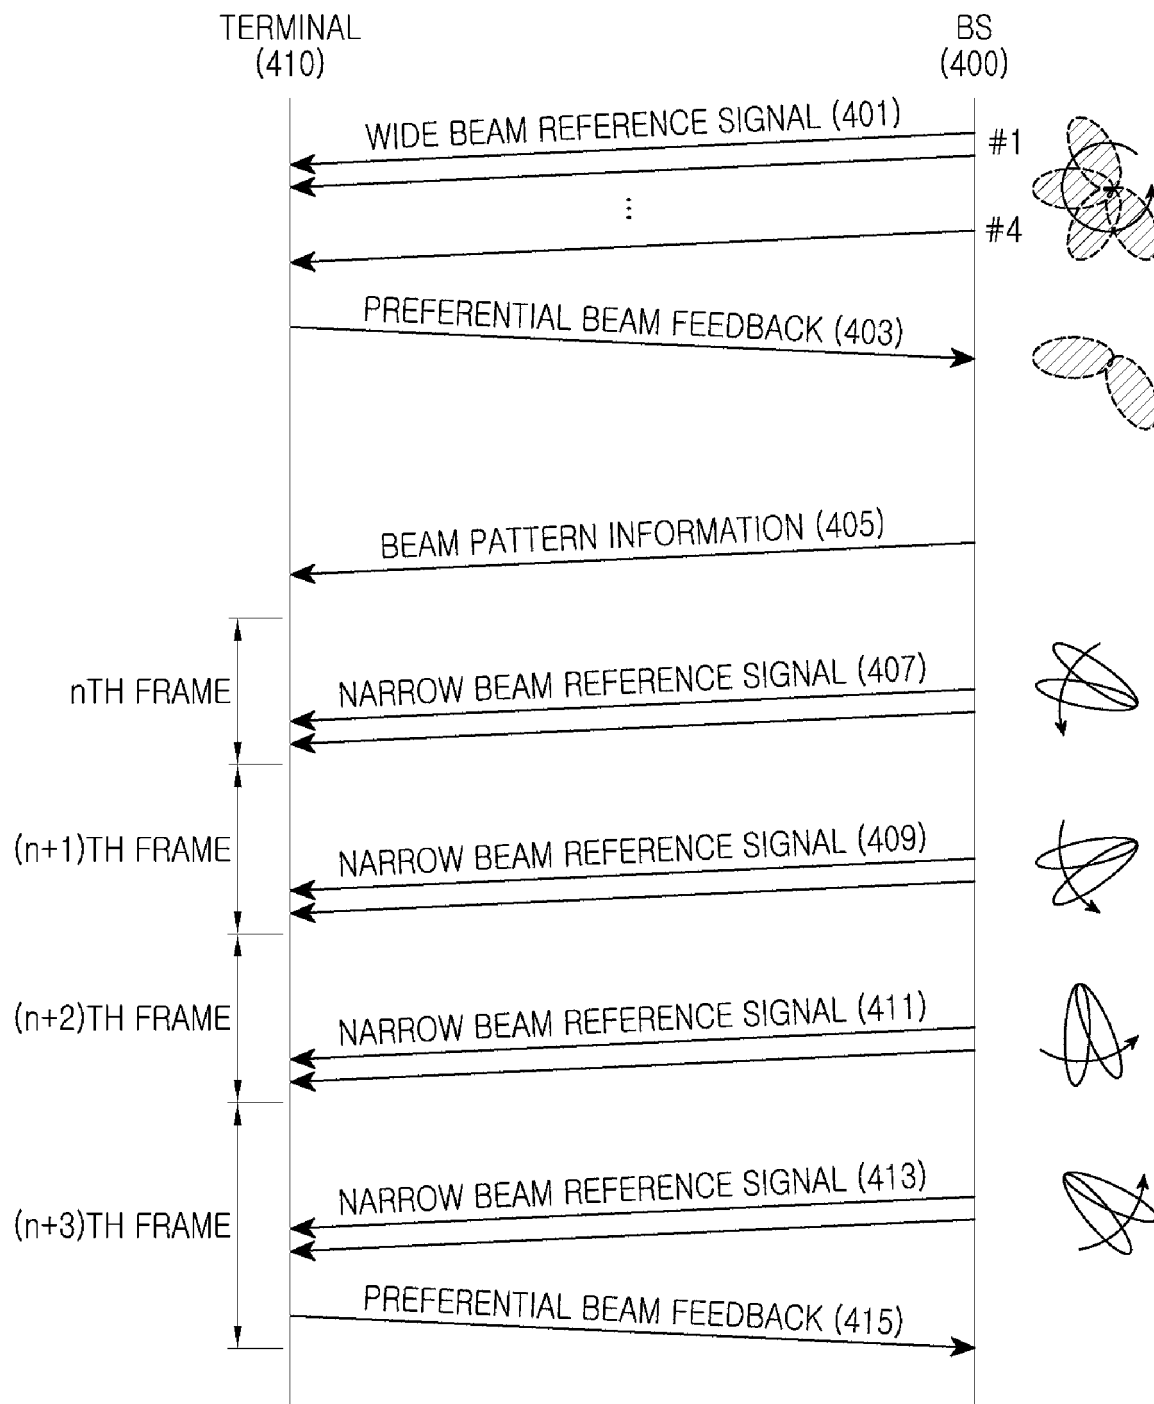 TERMINAL
(410)
BS
(400)
WIDE BEAM REFERENCE SIGNAL (401)
#1
⋮
#4
PREFERENTIAL BEAM FEEDBACK (403)
BEAM PATTERN INFORMATION (405)
nTH FRAME
NARROW BEAM REFERENCE SIGNAL (407)
(n+1)TH FRAME
NARROW BEAM REFERENCE SIGNAL (409)
(n+2)TH FRAME
NARROW BEAM REFERENCE SIGNAL (411)
(n+3)TH FRAME
NARROW BEAM REFERENCE SIGNAL (413)
PREFERENTIAL BEAM FEEDBACK (415)